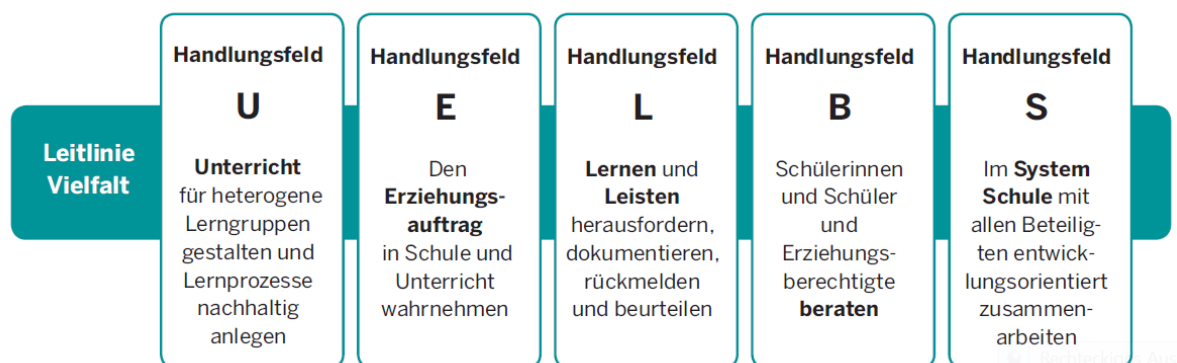 Leitlinie
Vielfalt
Handlungsfeld
U
Unterricht
für heterogene
Lerngruppen
gestalten und
Lernprozesse
nachhaltig
anlegen
Handlungsfeld
E
Den
Erziehungs-
auftrag
in Schule und
Unterricht
wahrnehmen
Handlungsfeld
L
Lernen und
Leisten
herausfordern,
dokumentieren,
rückmelden
und beurteilen
Handlungsfeld
B
Schülerinnen
und Schüler
und
Erziehungs-
berechtigte
beraten
Handlungsfeld
S
Im System
Schule mit
allen Beteilig-
ten entwick-
lungsorientiert
zusammen-
arbeiten